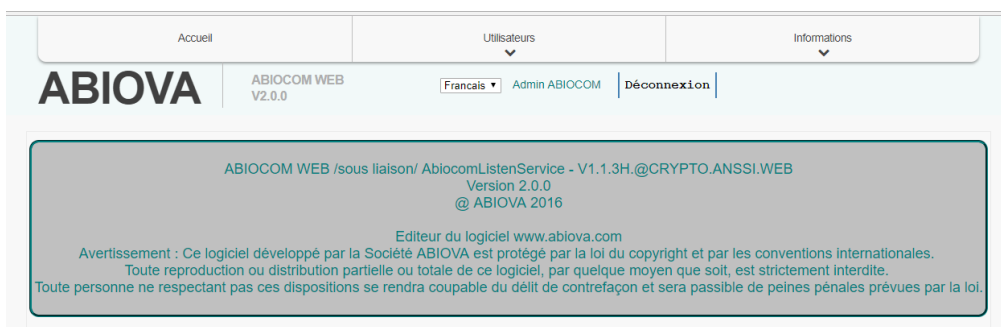 Accueil
Utilisateurs
Informations
ABIOVA
ABIOCOM WEB
V2.0.0
Francais
Admin ABIOCOM
Déconnexion
ABIOCOM WEB /sous liaison/ AbiocomListenService - V1.1.3H.@CRYPTO.ANSSI.WEB
Version 2.0.0
@ ABIOVA 2016
Editeur du logiciel www.abiova.com
Avertissement : Ce logiciel développé par la Société ABIOVA est protégé par la loi du copyright et par les conventions internationales.
Toute reproduction ou distribution partielle ou totale de ce logiciel, par quelque moyen que soit, est strictement interdite.
Toute personne ne respectant pas ces dispositions se rendra coupable du délit de contrefaçon et sera passible de peines pénales prévues par la loi.